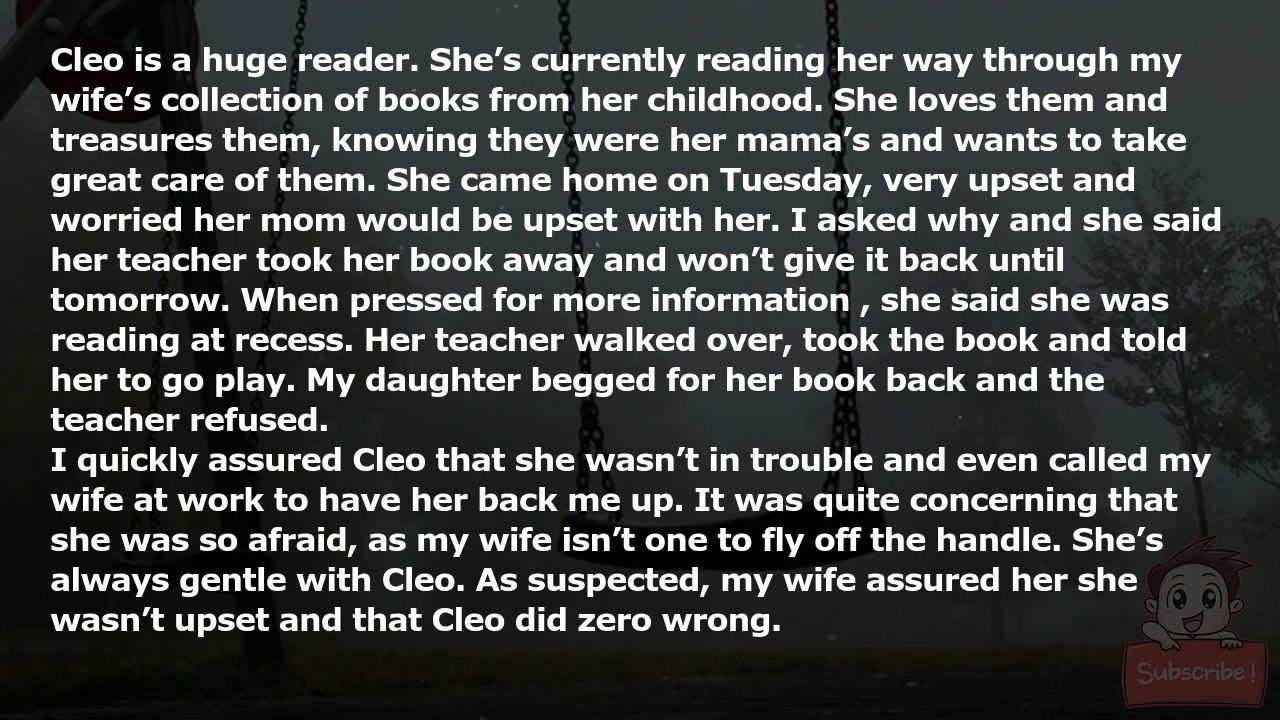 Cleo is a huge reader. She’s currently reading her way through my
wife’s collection of books from her childhood. She loves them and
treasures them, knowing they were her mama’s and wants to take
great care of them. She came home on Tuesday, very upset and
worried her mom would be upset with her. I asked why and she said
her teacher took her book away and won’t give it back until
tomorrow. When pressed for more information , she said she was
reading at recess. Her teacher walked over, took the book and told
her to go play. My daughter begged for her book back and the
teacher refused.
I quickly assured Cleo that she wasn’t in trouble and even called my
wife at work to have her back me up. It was quite concerning that
she was so afraid, as my wife isn’t one to fly off the handle. She’s
always gentle with Cleo. As suspected, my wife assured her she
wasn’t upset and that Cleo did zero wrong.
Subscribe!